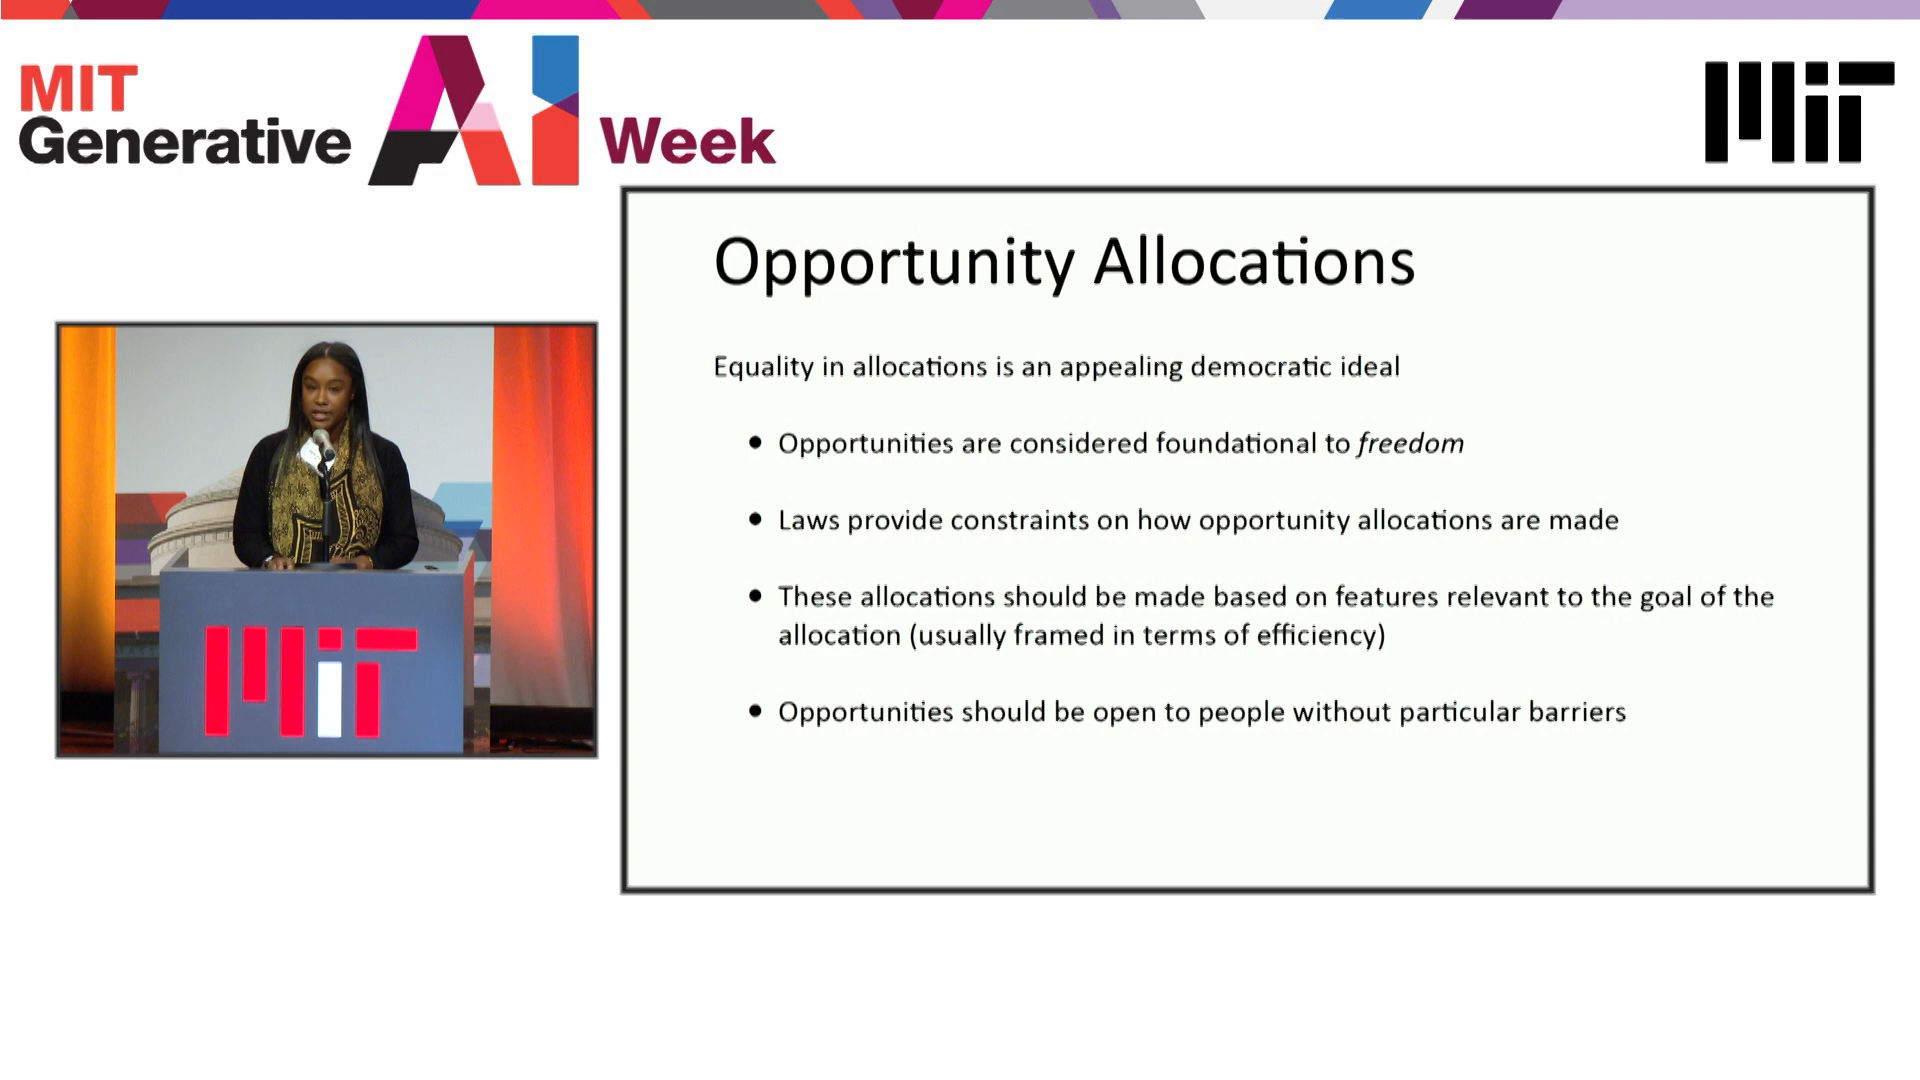 MIT
Generative AI Week
MIT
Opportunity Allocations
Equality in allocations is an appealing democratic ideal
• Opportunities are considered foundational to freedom
• Laws provide constraints on how opportunity allocations are made
• These allocations should be made based on features relevant to the goal of the
allocation (usually framed in terms of efficiency)
• Opportunities should be open to people without particular barriers
MIT